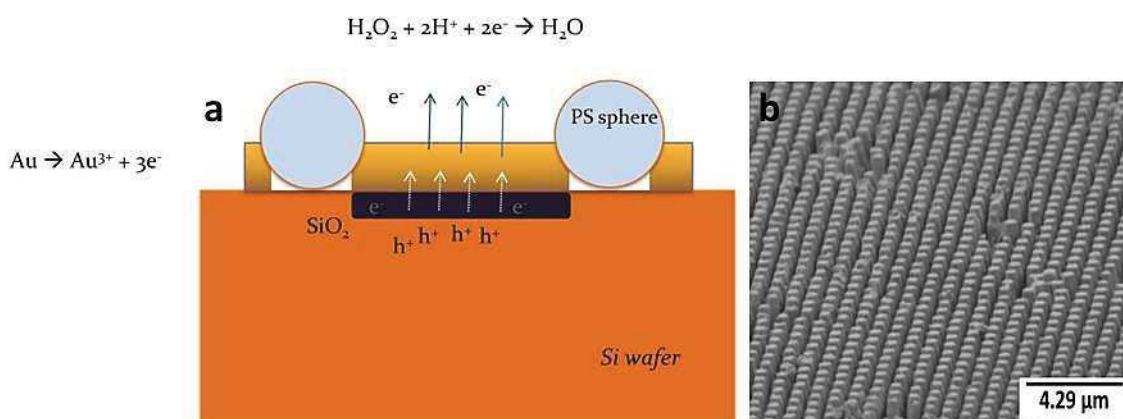 H₂O₂ + 2H⁺ + 2e⁻ → H₂O
a
e⁻ e⁻
PS sphere
b
Au → Au³⁺ + 3e⁻
e⁻ e⁻
SiO₂
h⁺ h⁺ h⁺ h⁺
Si wafer
4.29 μm